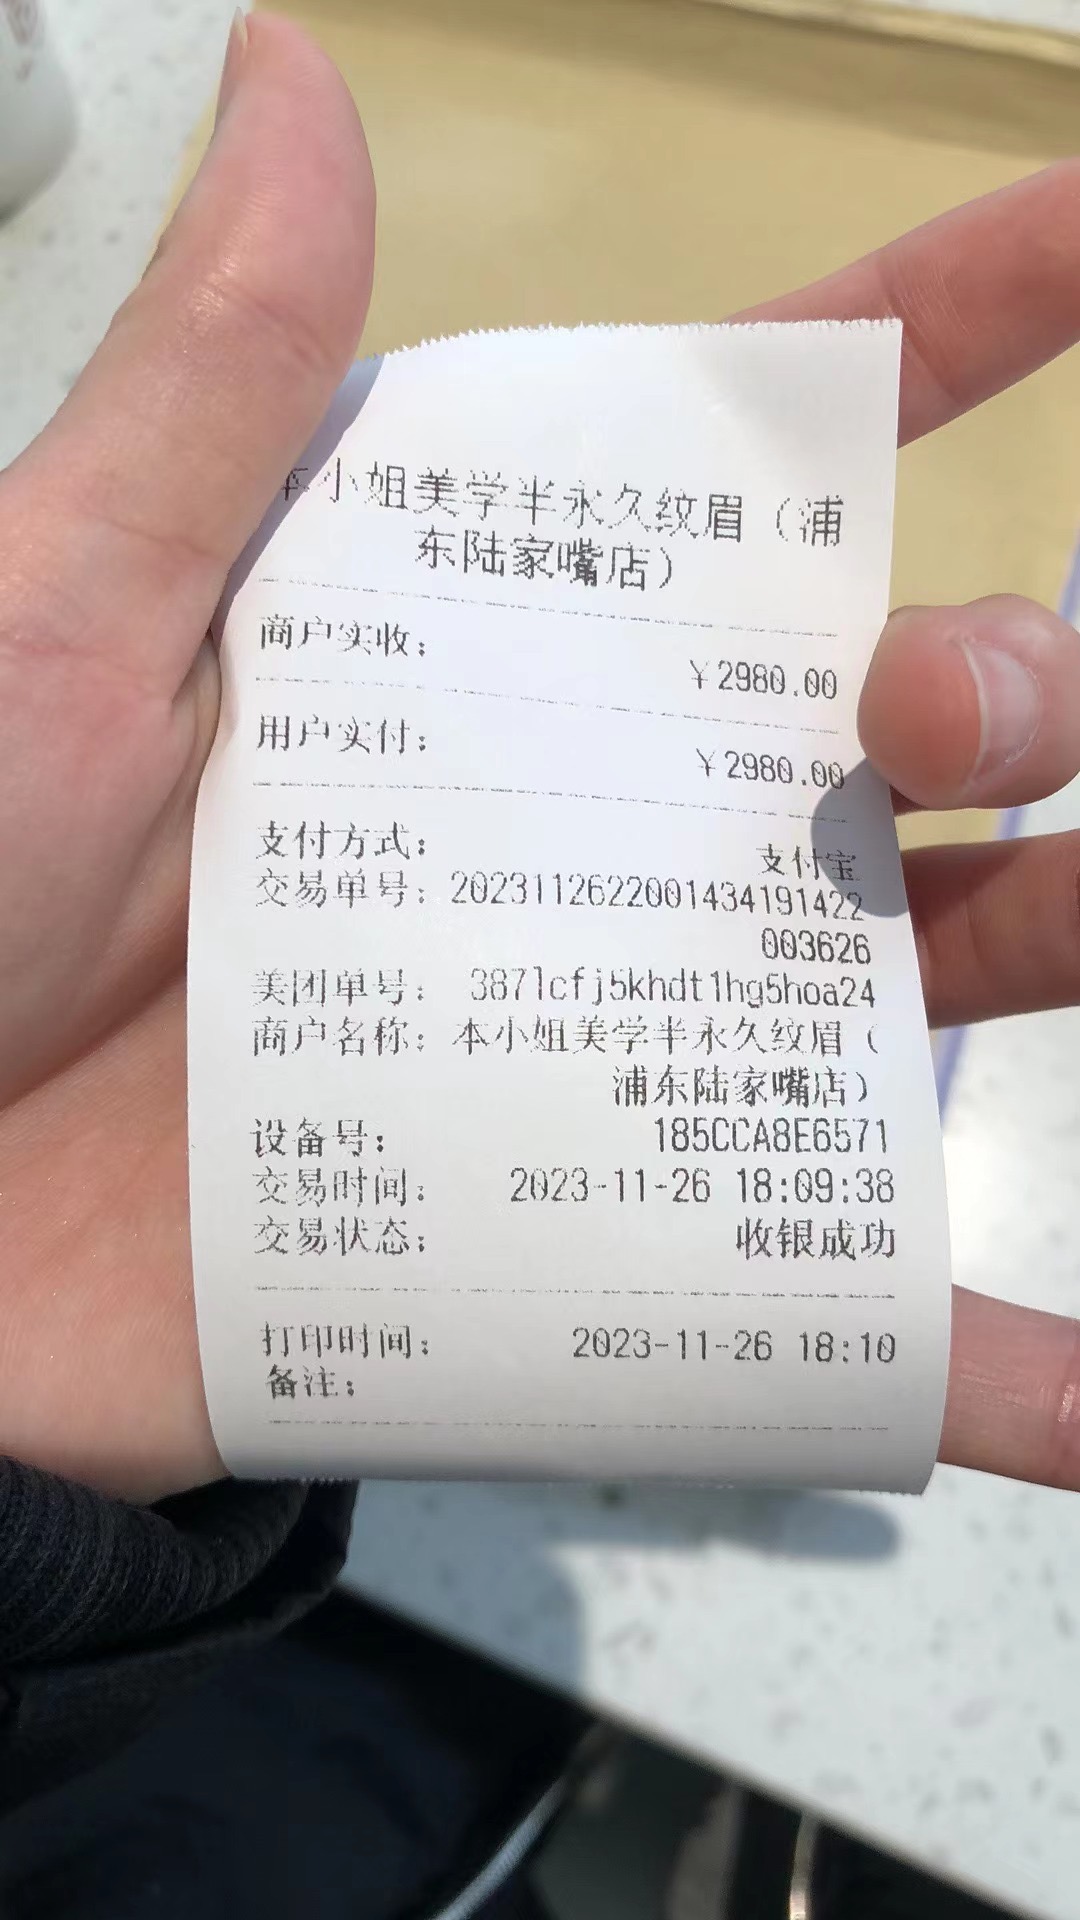 本小姐美学半永久纹眉（浦
东陆家嘴店）
商户实收：
￥2980.00
用户实付：
￥2980.00
支付方式： 支付宝
交易单号：2023112622001434191422
003626
美团单号： 387lcfj5khdt1hg5hoa24
商户名称：本小姐美学半永久纹眉（
浦东陆家嘴店）
设备号： 185CCA8E6571
交易时间： 2023-11-26 18:09:38
交易状态： 收银成功
打印时间： 2023-11-26 18:10
备注：